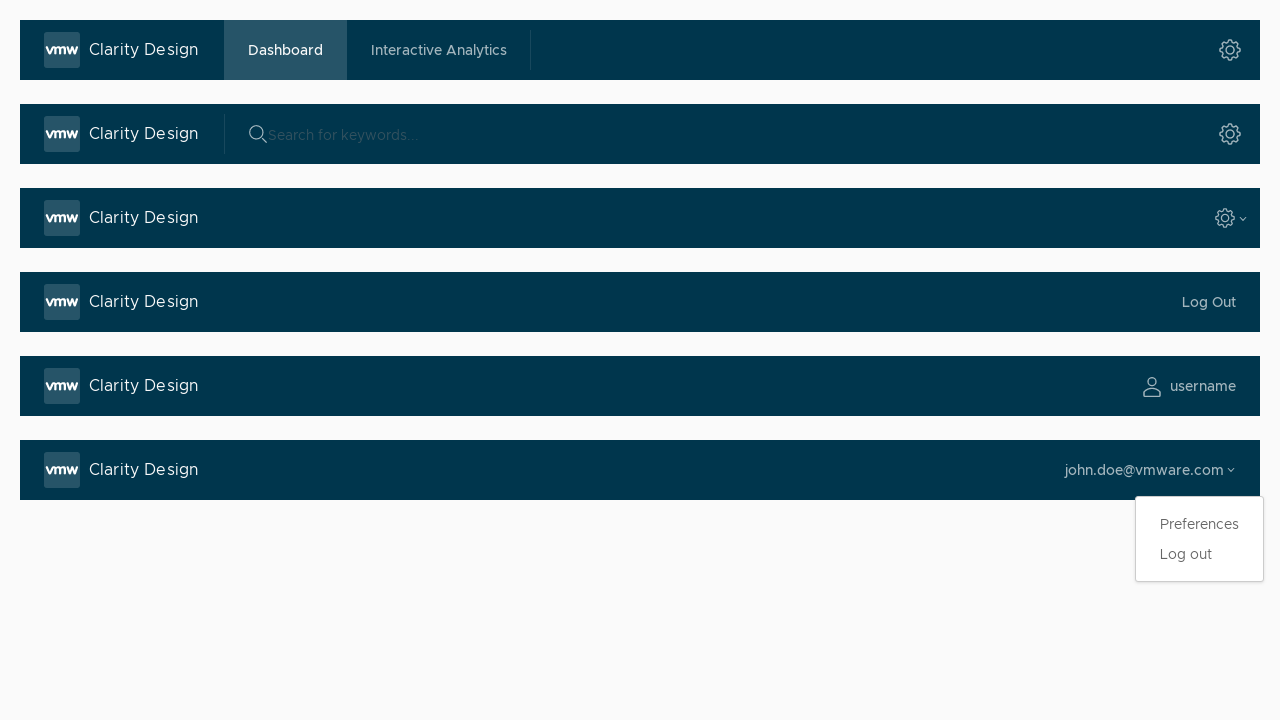 vmw Clarity Design Dashboard Interactive Analytics
vmw Clarity Design Search for keywords...
vmw Clarity Design
vmw Clarity Design Log Out
vmw Clarity Design username
vmw Clarity Design john.doe@vmware.com
Preferences
Log out